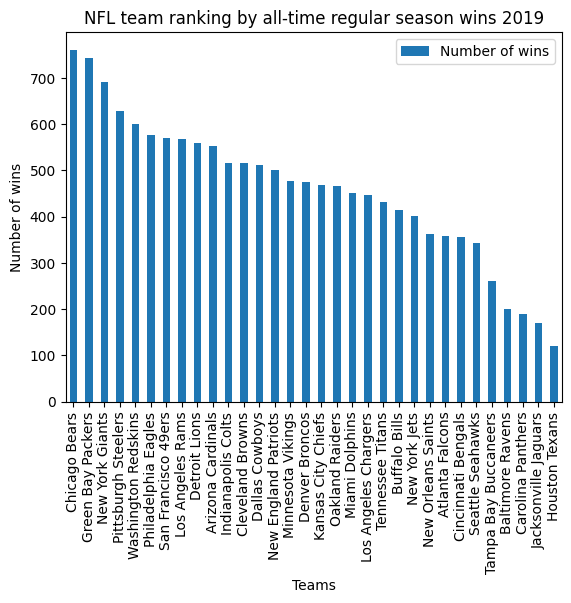 NFL team ranking by all-time regular season wins 2019
Number of wins
Number of wins
700
600
500
400
300
200
100
0
Chicago Bears
Green Bay Packers
New York Giants
Pittsburgh Steelers
Washington Redskins
Philadelphia Eagles
San Francisco 49ers
Los Angeles Rams
Detroit Lions
Arizona Cardinals
Indianapolis Colts
Cleveland Browns
Dallas Cowboys
New England Patriots
Minnesota Vikings
Denver Broncos
Kansas City Chiefs
Oakland Raiders
Miami Dolphins
Los Angeles Chargers
Tennessee Titans
Buffalo Bills
New York Jets
New Orleans Saints
Atlanta Falcons
Cincinnati Bengals
Seattle Seahawks
Tampa Bay Buccaneers
Baltimore Ravens
Carolina Panthers
Jacksonville Jaguars
Houston Texans
Teams